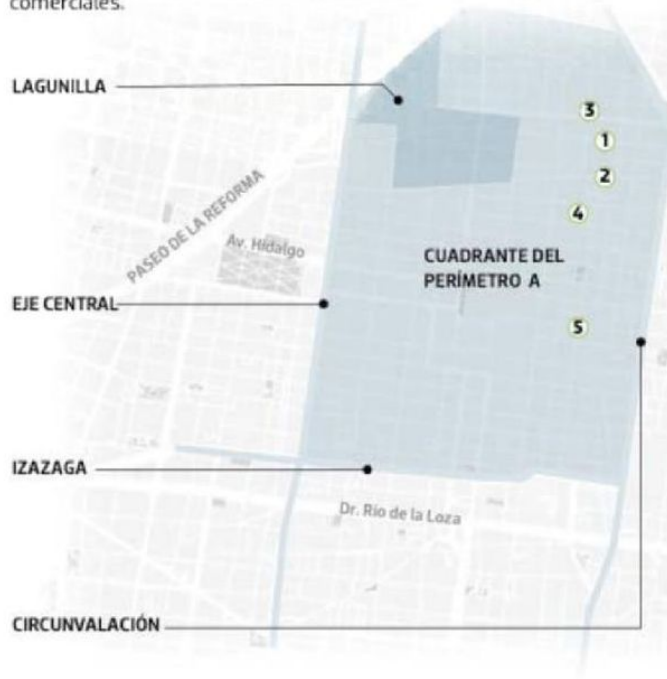 comerciales.
LAGUNILLA
3
1
2
PASEO DE LA REFORMA
4
Av. Hidalgo
CUADRANTE DEL
PERÍMETRO A
EJE CENTRAL
5
IZAZAGA
Dr. Río de la Loza
CIRCUNVALACIÓN